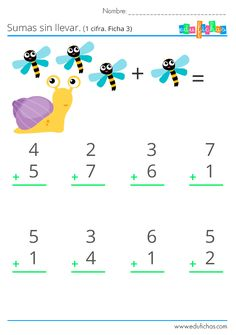 Nombre:
edufichas
Sumas sin llevar. (1 cifra. Ficha 3)
+ =
4 2 3 7
+ 5 + 7 + 6 + 1
5 3 6 5
+ 1 + 4 + 1 + 2
www.edufichas.com